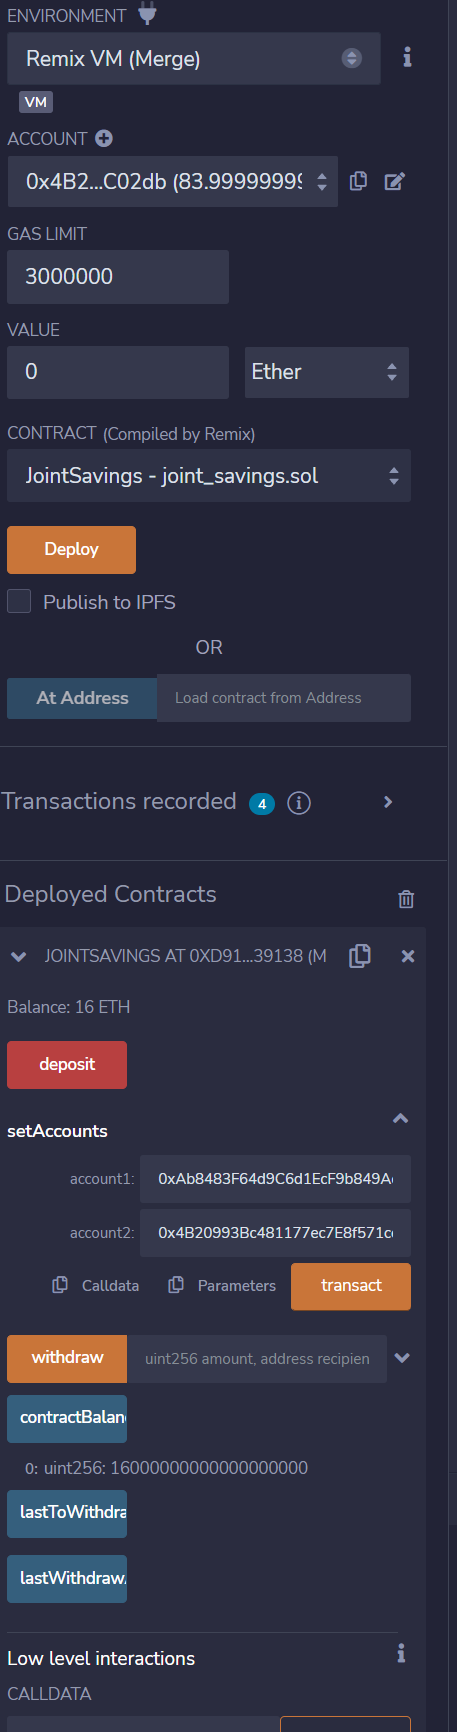 ENVIRONMENT
Remix VM (Merge)
VM
ACCOUNT
0x4B2...C02db (83.99999999
GAS LIMIT
3000000
VALUE
0
Ether
CONTRACT (Compiled by Remix)
JointSavings - joint_savings.sol
Deploy
Publish to IPFS
OR
At Address
Load contract from Address
Transactions recorded 4
Deployed Contracts
JOINTSAVINGS AT 0XD91...39138 (M
Balance: 16 ETH
deposit
setAccounts
account1: 0xAb8483F64d9C6d1EcF9b849A
account2: 0x4B20993Bc481177ec7E8f571c
Calldata
Parameters
transact
withdraw
uint256 amount, address recipien
contractBalan
0: uint256: 16000000000000000000
lastToWithdra
lastWithdraw
Low level interactions
CALLDATA